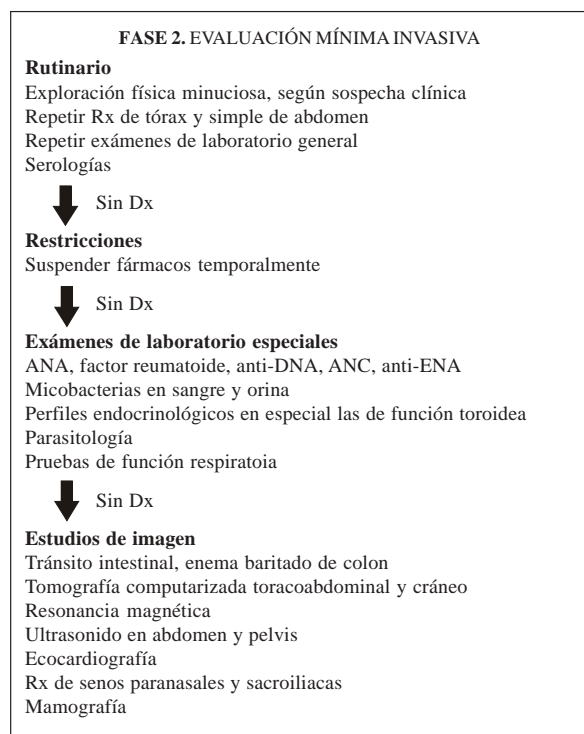 FASE 2. EVALUACIÓN MÍNIMA INVASIVA
Rutinario
Exploración física minuciosa, según sospecha clínica
Repetir Rx de tórax y simple de abdomen
Repetir exámenes de laboratorio general
Serologías
Sin Dx
Restricciones
Suspender fármacos temporalmente
Sin Dx
Exámenes de laboratorio especiales
ANA, factor reumatoide, anti-DNA, ANC, anti-ENA
Micobacterias en sangre y orina
Perfiles endocrinológicos en especial las de función toroidea
Parasitología
Pruebas de función respiratoia
Sin Dx
Estudios de imagen
Tránsito intestinal, enema baritado de colon
Tomografía computarizada toracoabdominal y cráneo
Resonancia magnética
Ultrasonido en abdomen y pelvis
Ecocardiografía
Rx de senos paranasales y sacroiliacas
Mamografía